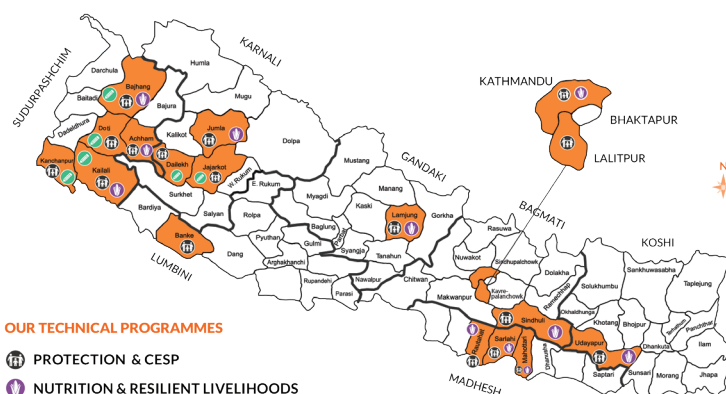 SUDURPASHCHIM
KARNALI
Darchula
Humla
Bajhang
Baitadi
Bajura
Mugu
Dadeldhura
Doti
Achham
Kalikot
Jumla
Dolpa
Kanchanpur
Kailali
Dailekh
Jajarkot
W. Rukum
E. Rukum
Surkhet
Salyan
Rolpa
Bardiya
Banke
Dang
LUMBINI
Pyuthan
Arghakhanchi
Gulmi
Baglung
Parbat
Myagdi
Mustang
GANDAKI
Manang
Kaski
Lamjung
Gorkha
Syangja
Tanahun
Rupandehi
Parasi
Nawalpur
Chitwan
KATHMANDU
BHAKTAPUR
LALITPUR
N
BAGMATI
Rasuwa
Nuwakot
Sindhupalchowk
Dolakha
Kavre-
palanchowk
Ramechhap
Makwanpur
Sindhuli
KOSHI
Sankhuwasabha
Solukhumbu
Taplejung
Okhaldhunga
Khotang
Bhojpur
Terhathum
Panchthar
Dhankuta
Ilam
Udayapur
Rautahat
Sarlahi
Mahottari
Dhanusha
Saptari
Sunsari
Morang
Jhapa
MADHESH
OUR TECHNICAL PROGRAMMES
PROTECTION & CESP
NUTRITION & RESILIENT LIVELIHOODS